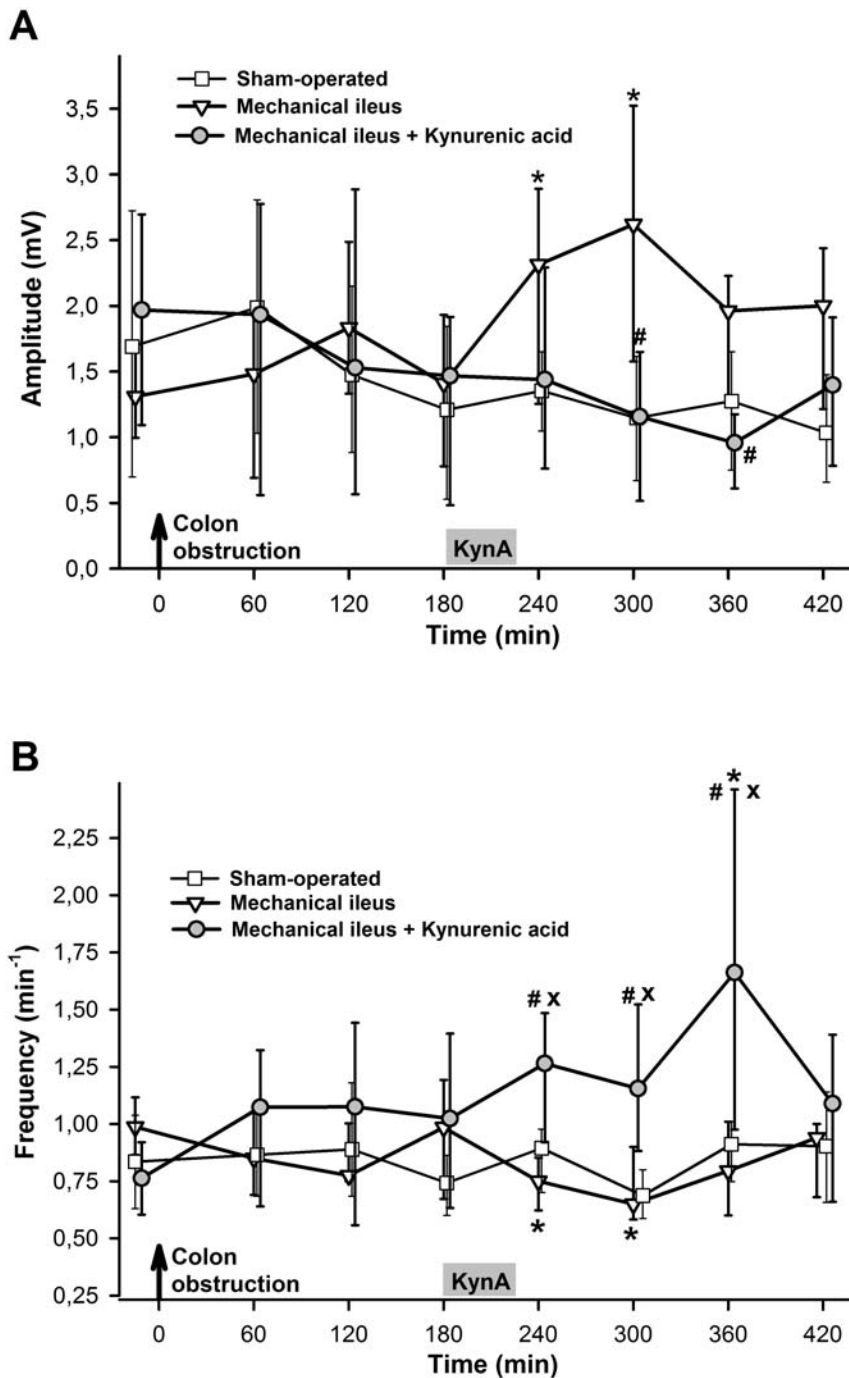 A
Sham-operated
Mechanical ileus
Mechanical ileus + Kynurenic acid
Amplitude (mV)
3,5
3,0
2,5
2,0
1,5
1,0
0,5
0,0
*
*
#
#
Colon
obstruction
KynA
0 60 120 180 240 300 360 420
Time (min)
B
Sham-operated
Mechanical ileus
Mechanical ileus + Kynurenic acid
Frequency (min⁻¹)
2,25
2,00
1,75
1,50
1,25
1,00
0,75
0,50
0,25
# * x
# x
# x
*
*
Colon
obstruction
KynA
0 60 120 180 240 300 360 420
Time (min)